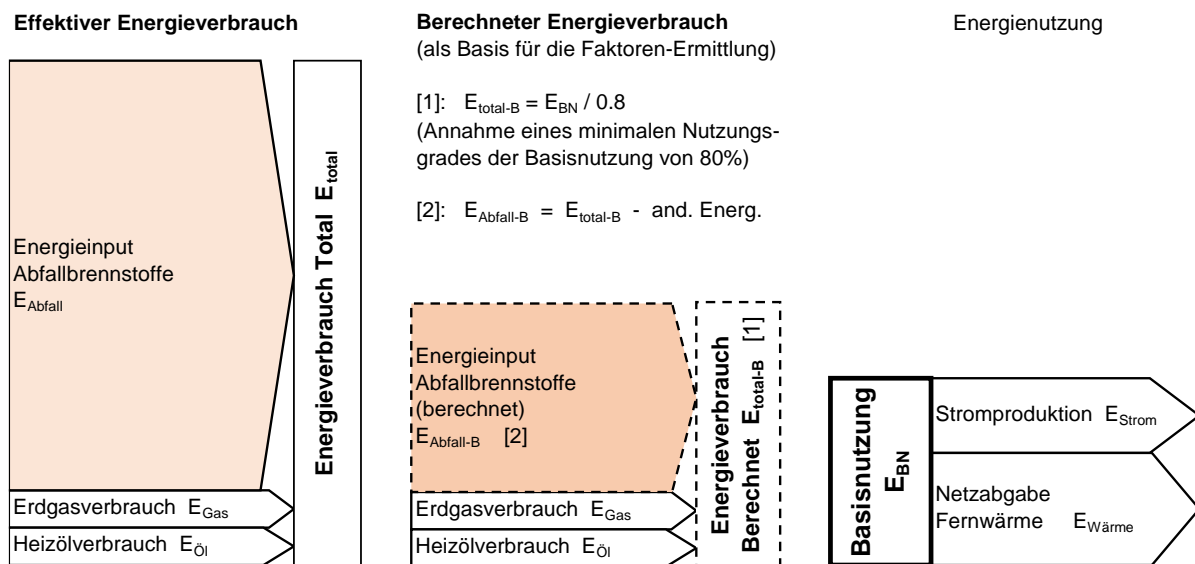 Effektiver Energieverbrauch
Energieinput
Abfallbrennstoffe
E_Abfall
Erdgasverbrauch E_Gas
Heizölverbrauch E_Öl
Energieverbrauch Total E_total
Berechneter Energieverbrauch
(als Basis für die Faktoren-Ermittlung)
[1]: E_total-B = E_BN / 0.8
(Annahme eines minimalen Nutzungs-
grades der Basisnutzung von 80%)
[2]: E_Abfall-B = E_total-B - and. Energ.
Energieinput
Abfallbrennstoffe
(berechnet)
E_Abfall-B [2]
Erdgasverbrauch E_Gas
Heizölverbrauch E_Öl
Energieverbrauch
Berechnet E_total-B [1]
Energienutzung
Basisnutzung
E_BN
Stromproduktion E_Strom
Netzabgabe
Fernwärme E_Wärme